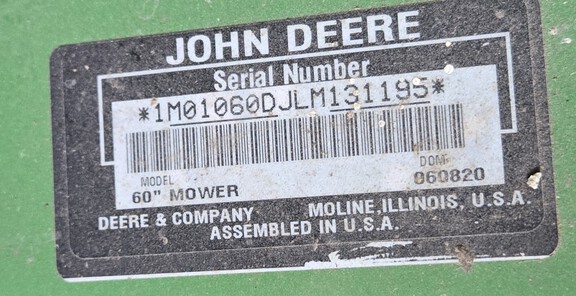 JOHN DEERE
Serial Number
*1M01060DJLM131195*
MODEL DOM
60" MOWER 060820
DEERE & COMPANY MOLINE, ILLINOIS, U.S.A.
ASSEMBLED IN U.S.A.